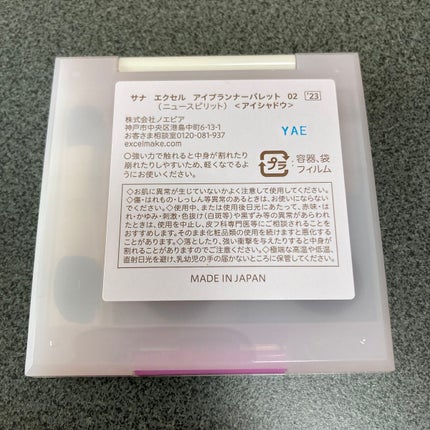 サナ エクセル アイプランナーパレット 02 '23
(ニュースピリット) <アイシャドウ>
株式会社ノエビア
神戸市中央区港島中町6-13-1
お客さま相談室0120-081-937
excelmake.com
YAE
○強い力で触れると中身が割れたり
崩れたりしやすいため、軽くなでるよ
うにお使いください。
プラ
:容器、袋
フィルム
◇お肌に異常が生じていないかよく注意して使用してください。
◇傷・はれもの・しっしん等異常のあるときは、お使いにならない
でください。◇使用中、または使用後日光にあたって、赤味・は
れ・かゆみ・刺激・色抜け(白斑等)や黒ずみ等の異常があらわれ
たときは、使用を中止し、皮フ科専門医等にご相談されることを
おすすめします。そのまま化粧品類の使用を続けますと悪化する
ことがあります。◇落としたり、強い衝撃を与えたりすると中身が
割れることがありますのでご注意ください。◇極端な高温や低温、
直射日光を避け、乳幼児の手の届かないところに保管してください。
MADE IN JAPAN